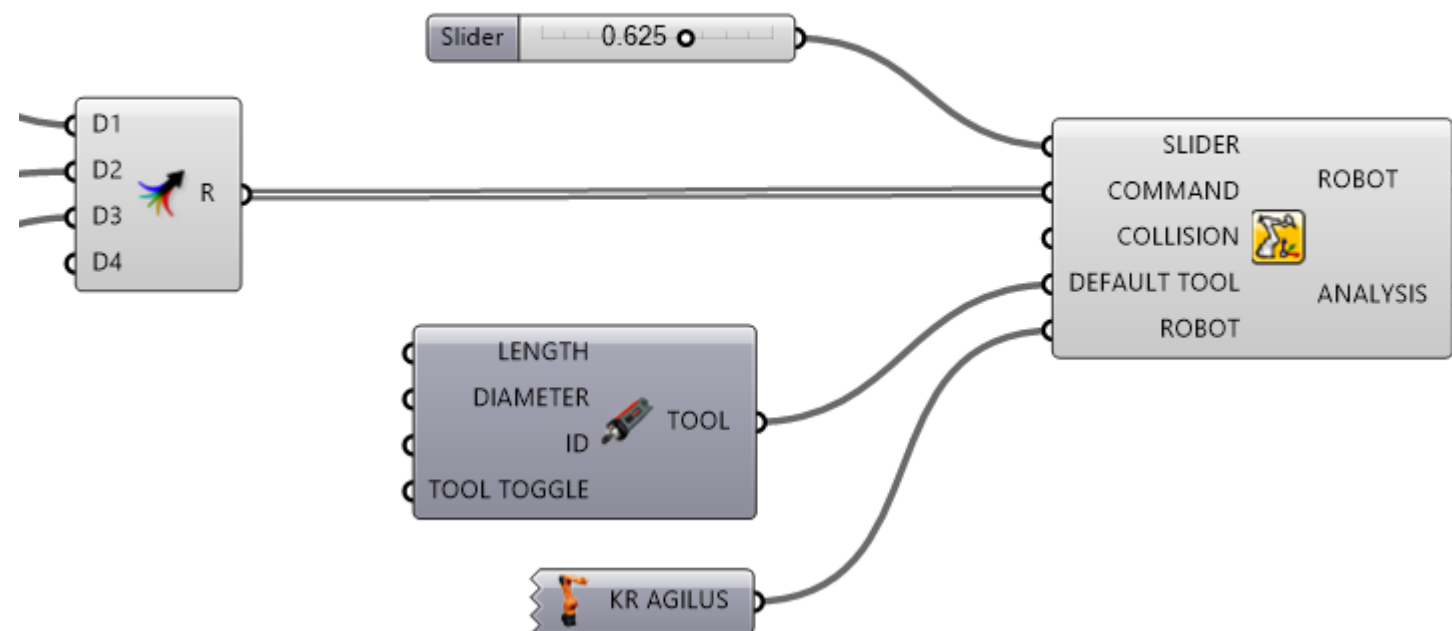 Slider 0.625
D1
D2
D3
D4
R
SLIDER
COMMAND
COLLISION
DEFAULT TOOL
ROBOT
ROBOT
ANALYSIS
LENGTH
DIAMETER
ID
TOOL TOGGLE
TOOL
KR AGILUS